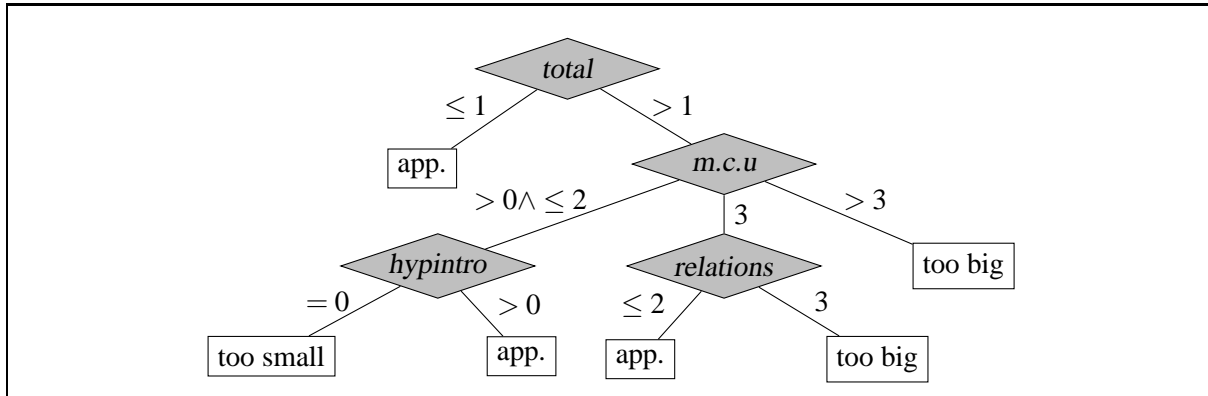 total
≤ 1
> 1
app.
m.c.u
> 0∧ ≤ 2
3
> 3
hypintro
relations
too big
= 0
> 0
≤ 2
3
too small
app.
app.
too big